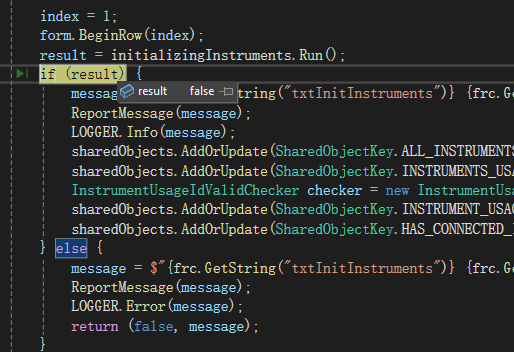 index = 1;
form.BeginRow(index);
result = initializingInstruments.Run();
if (result) {
messag
result false
tring("txtInitInstruments")} {frc.Ge
ReportMessage(message);
LOGGER.Info(message);
sharedObjects.AddOrUpdate(SharedObjectKey.ALL_INSTRUMENTS
sharedObjects.AddOrUpdate(SharedObjectKey.INSTRUMENTS_USA
InstrumentUsageIdValidChecker checker = new InstrumentUsa
sharedObjects.AddOrUpdate(SharedObjectKey.INSTRUMENT_USAG
sharedObjects.AddOrUpdate(SharedObjectKey.HAS_CONNECTED_I
} else {
message = $"{frc.GetString("txtInitInstruments")} {frc.Ge
ReportMessage(message);
LOGGER.Error(message);
return (false, message);
}